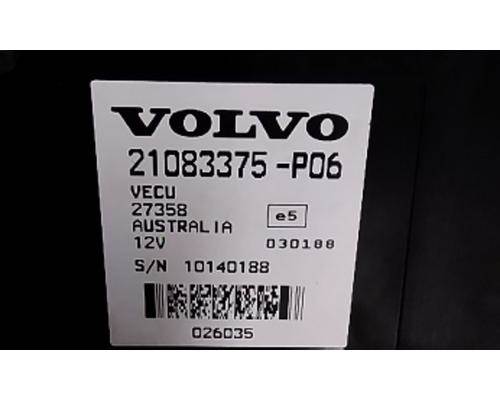 VOLVO
21083375-P06
VECU
27358
e5
AUSTRALIA
12V 030188
S/N 10140188
026035